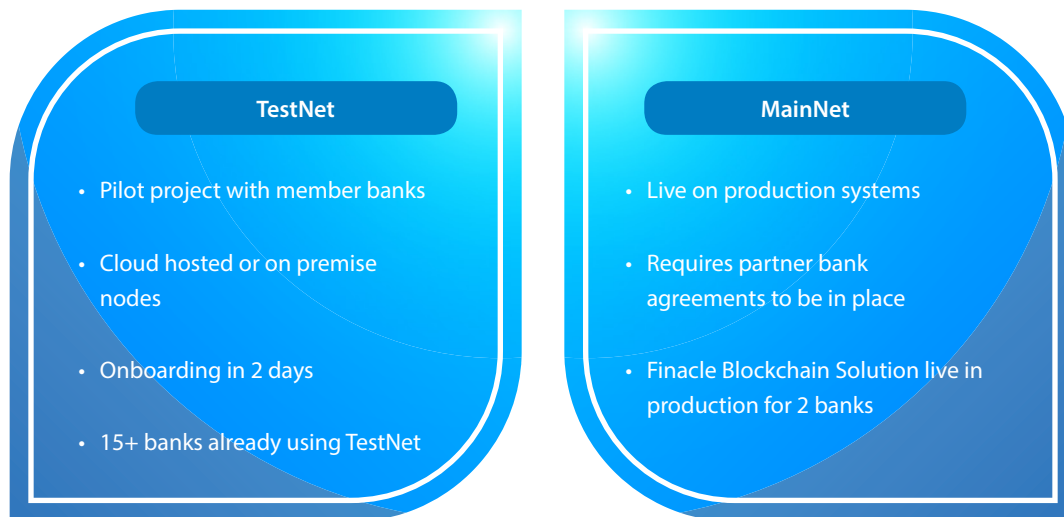 TestNet
• Pilot project with member banks
• Cloud hosted or on premise
nodes
• Onboarding in 2 days
• 15+ banks already using TestNet
MainNet
• Live on production systems
• Requires partner bank
agreements to be in place
• Finacle Blockchain Solution live in
production for 2 banks